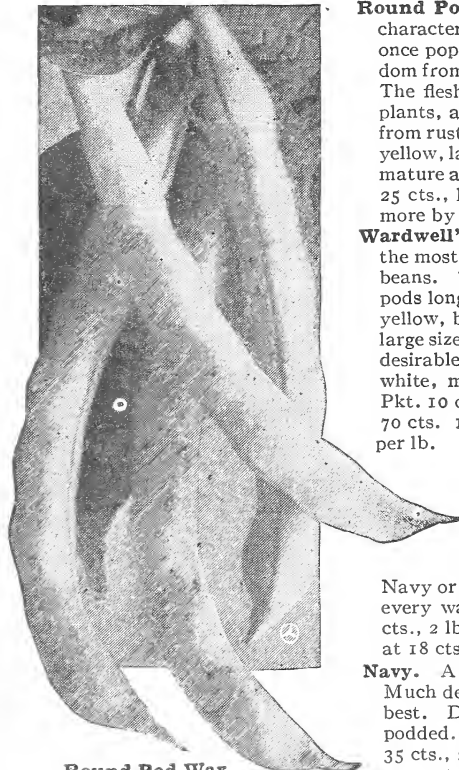 Round Po
character
once pop
dom from
The flesh
plants, a
from rust
yellow, la
mature a
25 cts., 
more by
Wardwell'
the most
beans.
pods long
yellow, b
large size
desirable
white, m
Pkt. 10 c
70 cts. 1
per lb.
Navy or
every wa
cts., 2 lb
at 18 cts
Navy. A
Much de
best. D
podded.
35 cts.,
Round Pod Wax